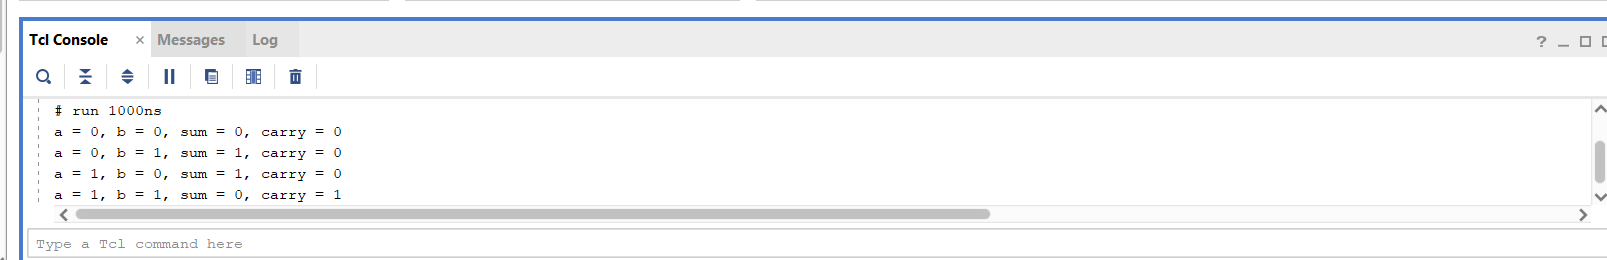 Tcl Console × Messages Log ?
# run 1000ns
a = 0, b = 0, sum = 0, carry = 0
a = 0, b = 1, sum = 1, carry = 0
a = 1, b = 0, sum = 1, carry = 0
a = 1, b = 1, sum = 0, carry = 1
Type a Tcl command here